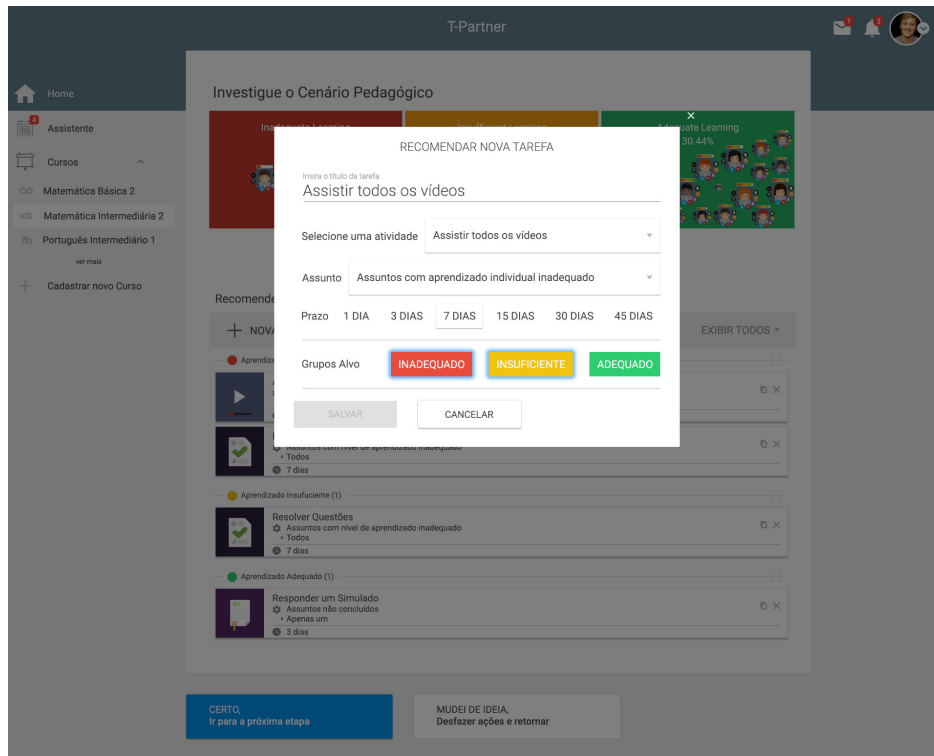 T-Partner
1
3
Home
4
Assistente
Cursos
Matemática Básica 2
edX
Matemática Intermediária 2
Português Intermediário 1
ver mais
Cadastrar novo Curso
Investigue o Cenário Pedagógico
Adequate Learning
30.44%
RECOMENDAR NOVA TAREFA
Insira o título da tarefa
Assistir todos os vídeos
Selecione uma atividade Assistir todos os vídeos
Assunto Assuntos com aprendizado individual inadequado
Prazo 1 DIA 3 DIAS 7 DIAS 15 DIAS 30 DIAS 45 DIAS
Grupos Alvo INADEQUADO INSUFICIENTE ADEQUADO
SALVAR CANCELAR
EXIBIR TODOS
Assuntos com nível de aprendizado inadequado
Todos
7 dias
Aprendizado Insuficiente (1)
Resolver Questões
Assuntos com nível de aprendizado inadequado
Todos
7 dias
Aprendizado Adequado (1)
Responder um Simulado
Assuntos não concluídos
Apenas um
3 dias
CERTO,
Ir para a próxima etapa
MUDEI DE IDEIA,
Desfazer ações e retornar